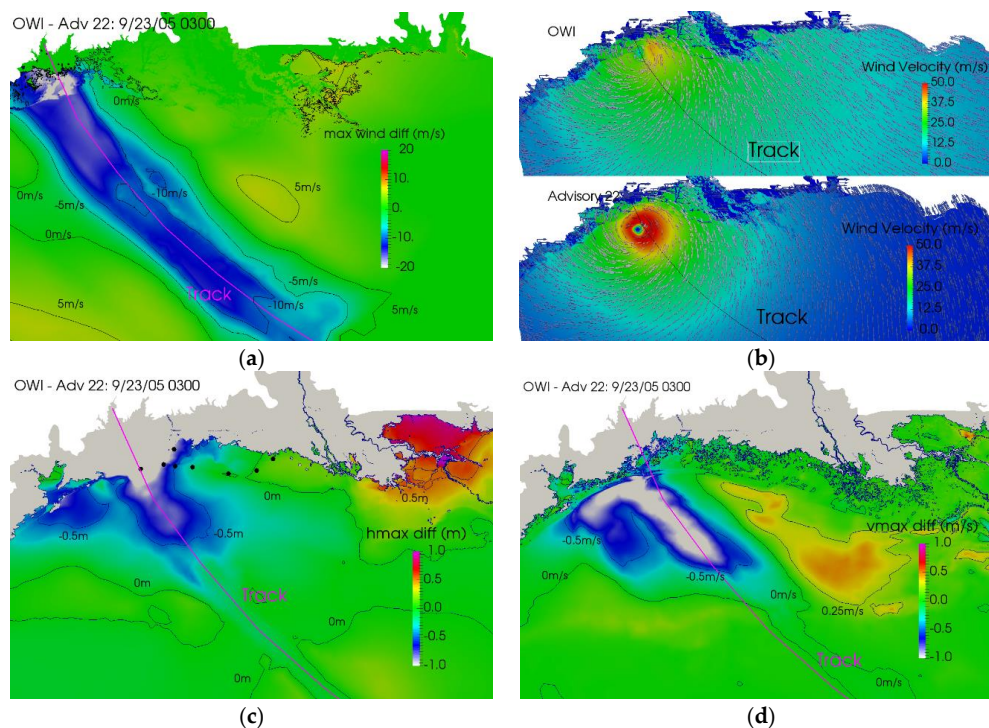 OWI - Adv 22: 9/23/05 0300
0m/s
max wind diff (m/s)
20
10
0.
-10.
-20
0m/s
-5m/s
-10m/s
5m/s
0m/s
-5m/s
-10m/s
5m/s
5m/s
Track
(a)
OWI
Wind Velocity (m/s)
50.0
37.5
25.0
12.5
0.0
Track
Advisory 22
Wind Velocity (m/s)
50.0
37.5
25.0
12.5
0.0
Track
(b)
OWI - Adv 22: 9/23/05 0300
0.5m
0m
-0.5m
-0.5m
hmax diff (m)
1.0
0.5
0.0
-0.5
-1.0
0m
0m
0m
Track
(c)
OWI - Adv 22: 9/23/05 0300
vmax diff (m/s)
1.0
0.5
0.0
-0.5
-1.0
-0.5m/s
-0.5m/s
0m/s
0m/s
0.25m/s
Track
0m/s
(d)